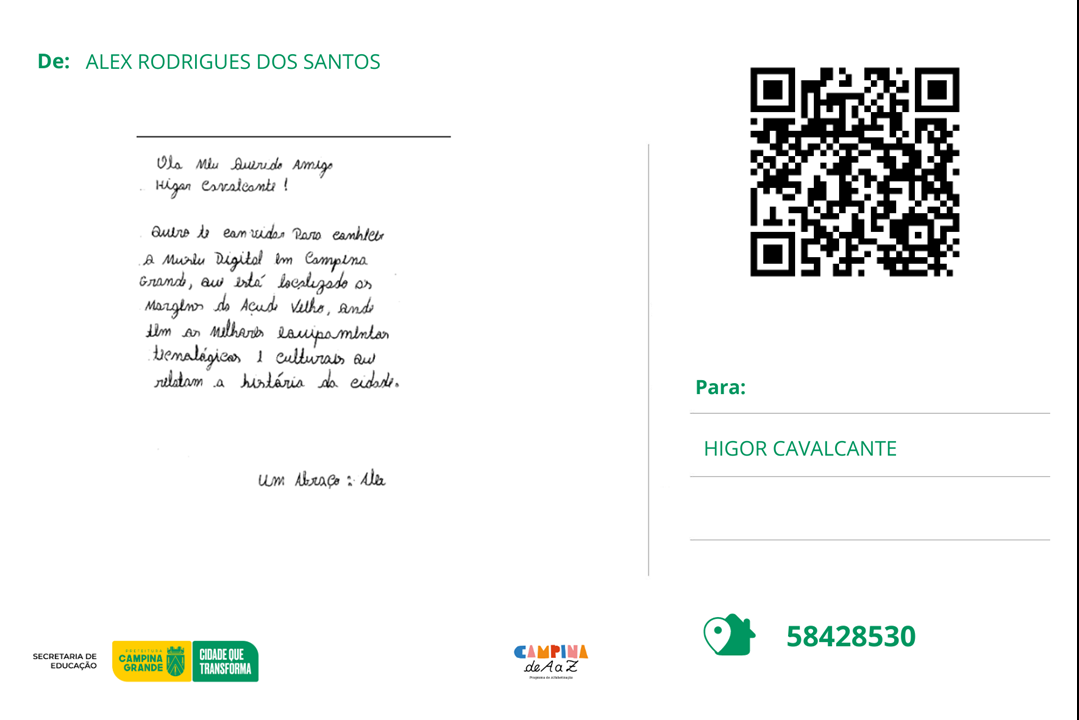 De: ALEX RODRIGUES DOS SANTOS
Ola Meu Querido Amigo
Higor Cavalcante!
Quero te convidar Para conhecer
o Museu Digital em Campina
Grande, que está localizado as
Margens do Açude Velho, onde
tem os Melhores equipamentos
tecnológicos e culturais que
relatam a história da cidade.
Um Abraço: Alex
Para:
HIGOR CAVALCANTE
58428530
SECRETARIA DE
EDUCAÇÃO
PREFEITURA
CAMPINA
GRANDE
CIDADE QUE
TRANSFORMA
CAMPINA
de A a Z
Programa de Alfabetização